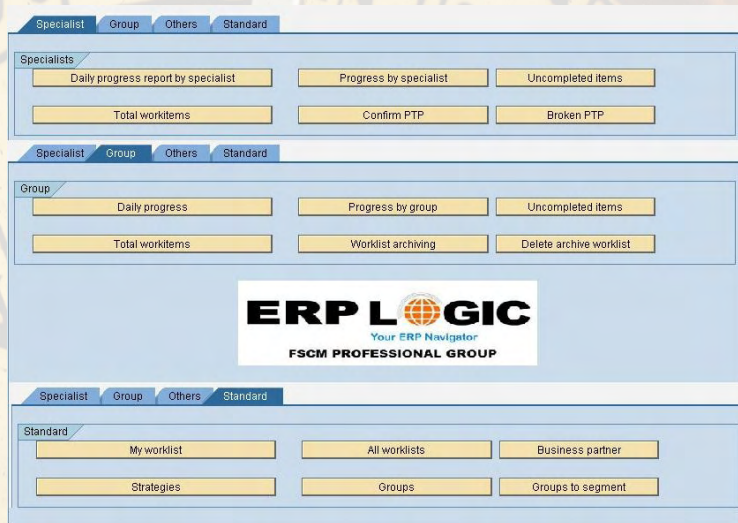 Specialist Group Others Standard
Specialists
Daily progress report by specialist Progress by specialist Uncompleted items
Total workitems Confirm PTP Broken PTP
Specialist Group Others Standard
Group
Daily progress Progress by group Uncompleted items
Total workitems Worklist archiving Delete archive worklist
ERP LOGIC
Your ERP Navigator
FSCM PROFESSIONAL GROUP
Specialist Group Others Standard
Standard
My worklist All worklists Business partner
Strategies Groups Groups to segment